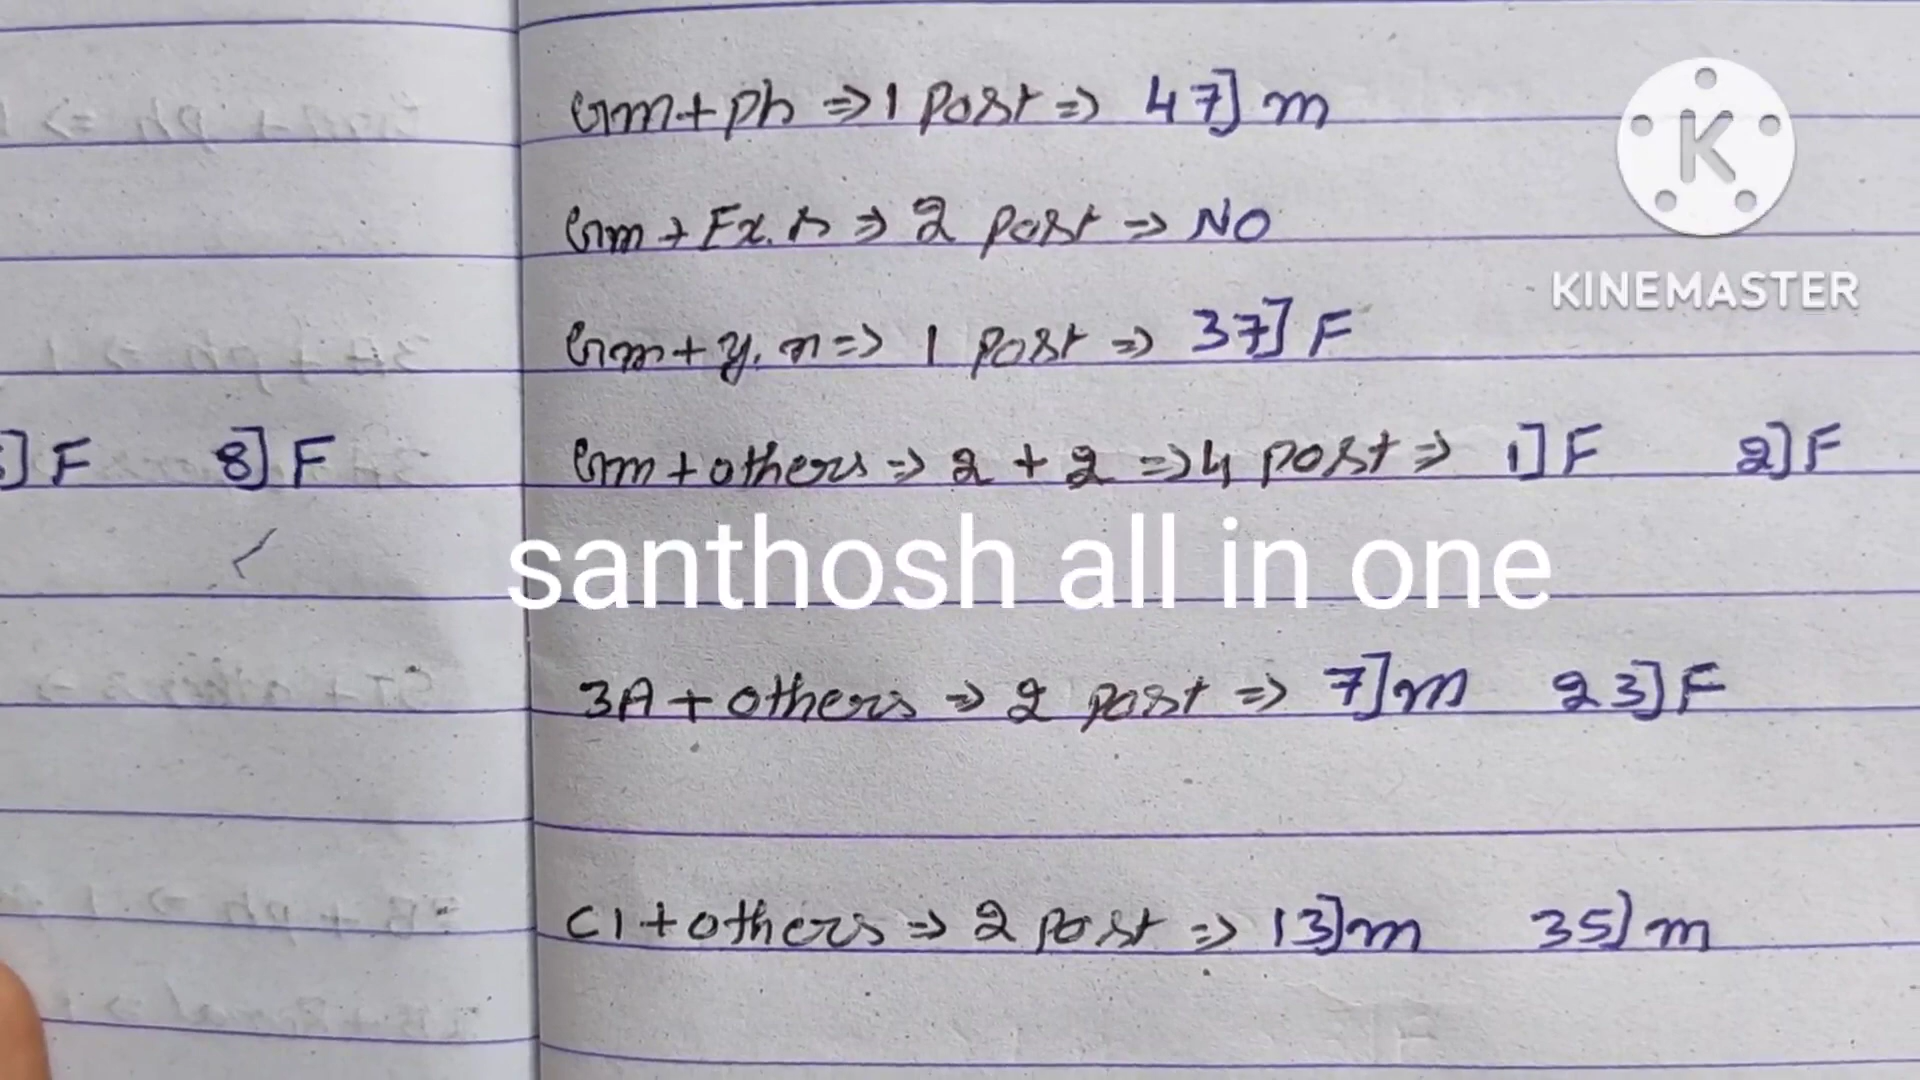 Gm+ph => 1 post => 47] m
Gm + Ex. s => 2 post => NO
Gm + y. n => 1 post => 37] F
]F 8] F
Gm + others => 2 + 2 => 4 post => 1] F 2] F
3A + others => 2 post => 7] m 23] F
C1 + others => 2 post => 13] m 35] m
KINEMASTER
santhosh all in one